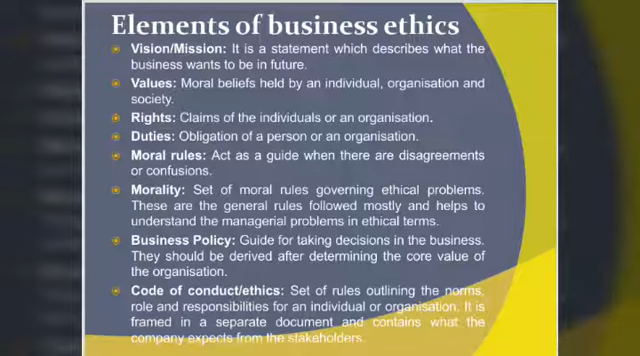 Elements of business ethics
Vision/Mission: It is a statement which describes what the
business wants to be in future.
Values: Moral beliefs held by an individual, organisation and
society.
Rights: Claims of the individuals or an organisation.
Duties: Obligation of a person or an organisation.
Moral rules: Act as a guide when there are disagreements
or confusions.
Morality: Set of moral rules governing ethical problems.
These are the general rules followed mostly and helps to
understand the managerial problems in ethical terms.
Business Policy: Guide for taking decisions in the business.
They should be derived after determining the core value of
the organisation.
Code of conduct/ethics: Set of rules outlining the norms,
role and responsibilities for an individual or organisation. It is
framed in a separate document and contains what the
company expects from the stakeholders.